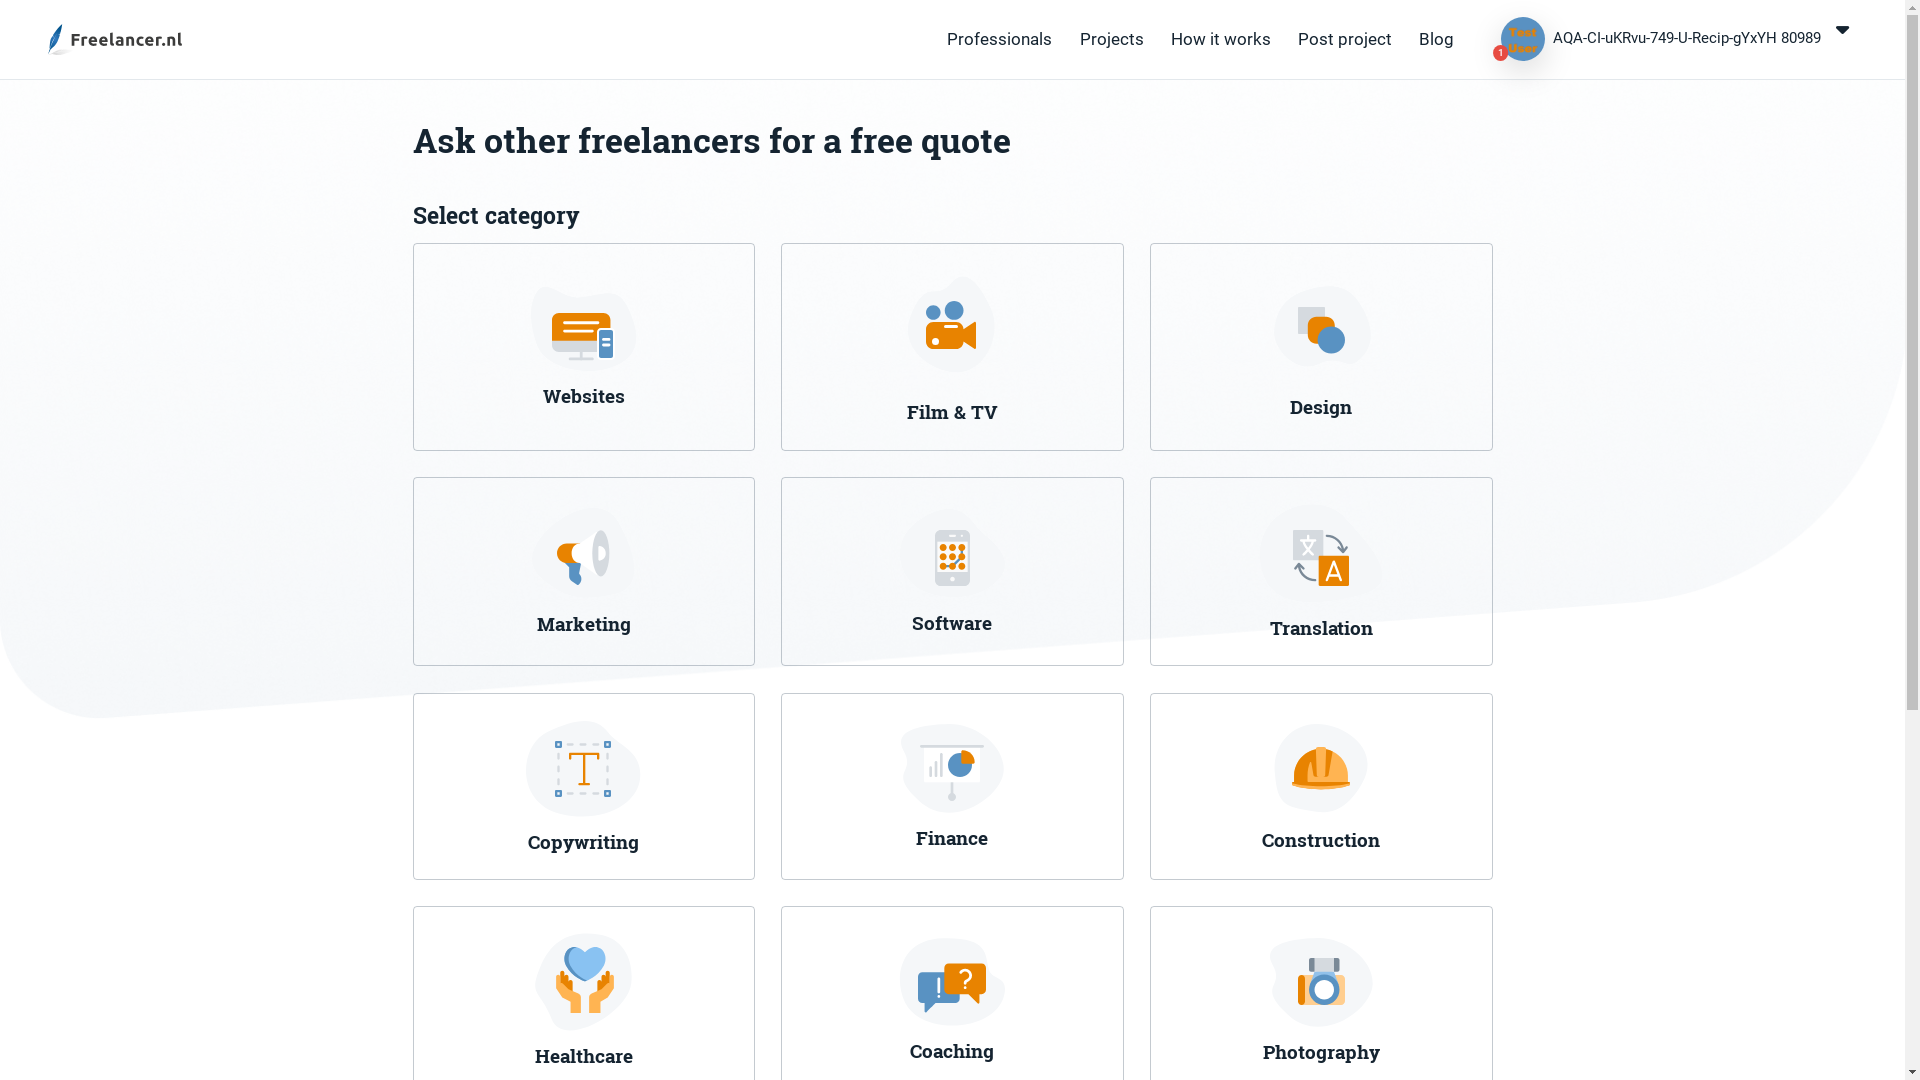 Freelancer.nl
Professionals Projects How it works Post project Blog
Test
User
1
AQA-CI-uKRvu-749-U-Recip-gYxYH 80989
Ask other freelancers for a free quote
Select category
Websites
Film & TV
Design
文
A
Marketing
Software
Translation
T
Copywriting
Finance
Construction
!
?
Healthcare
Coaching
Photography